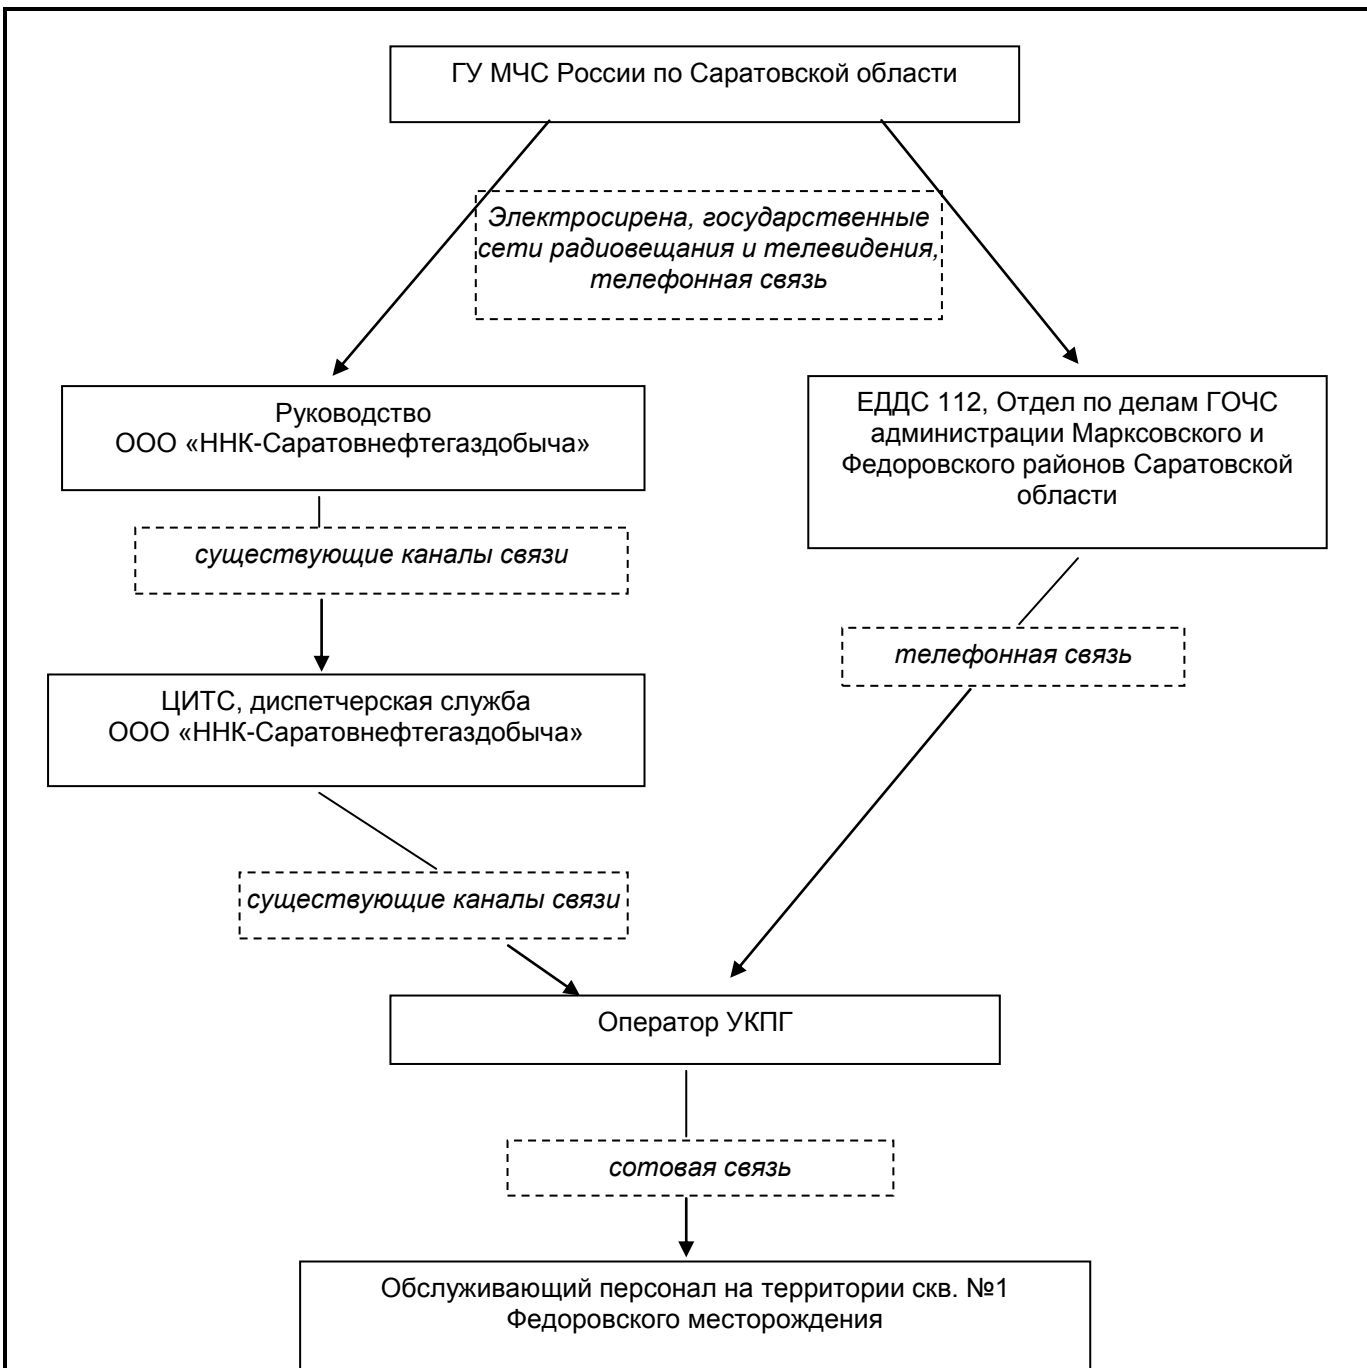 ГУ МЧС России по Саратовской области
Электросирена, государственные
сети радиовещания и телевидения,
телефонная связь
Руководство
ООО «ННК-Саратовнефтегаздобыча»
ЕДДС 112, Отдел по делам ГОЧС
администрации Марксовского и
Федоровского районов Саратовской
области
существующие каналы связи
телефонная связь
ЦИТС, диспетчерская служба
ООО «ННК-Саратовнефтегаздобыча»
существующие каналы связи
Оператор УКПГ
сотовая связь
Обслуживающий персонал на территории скв. №1
Федоровского месторождения